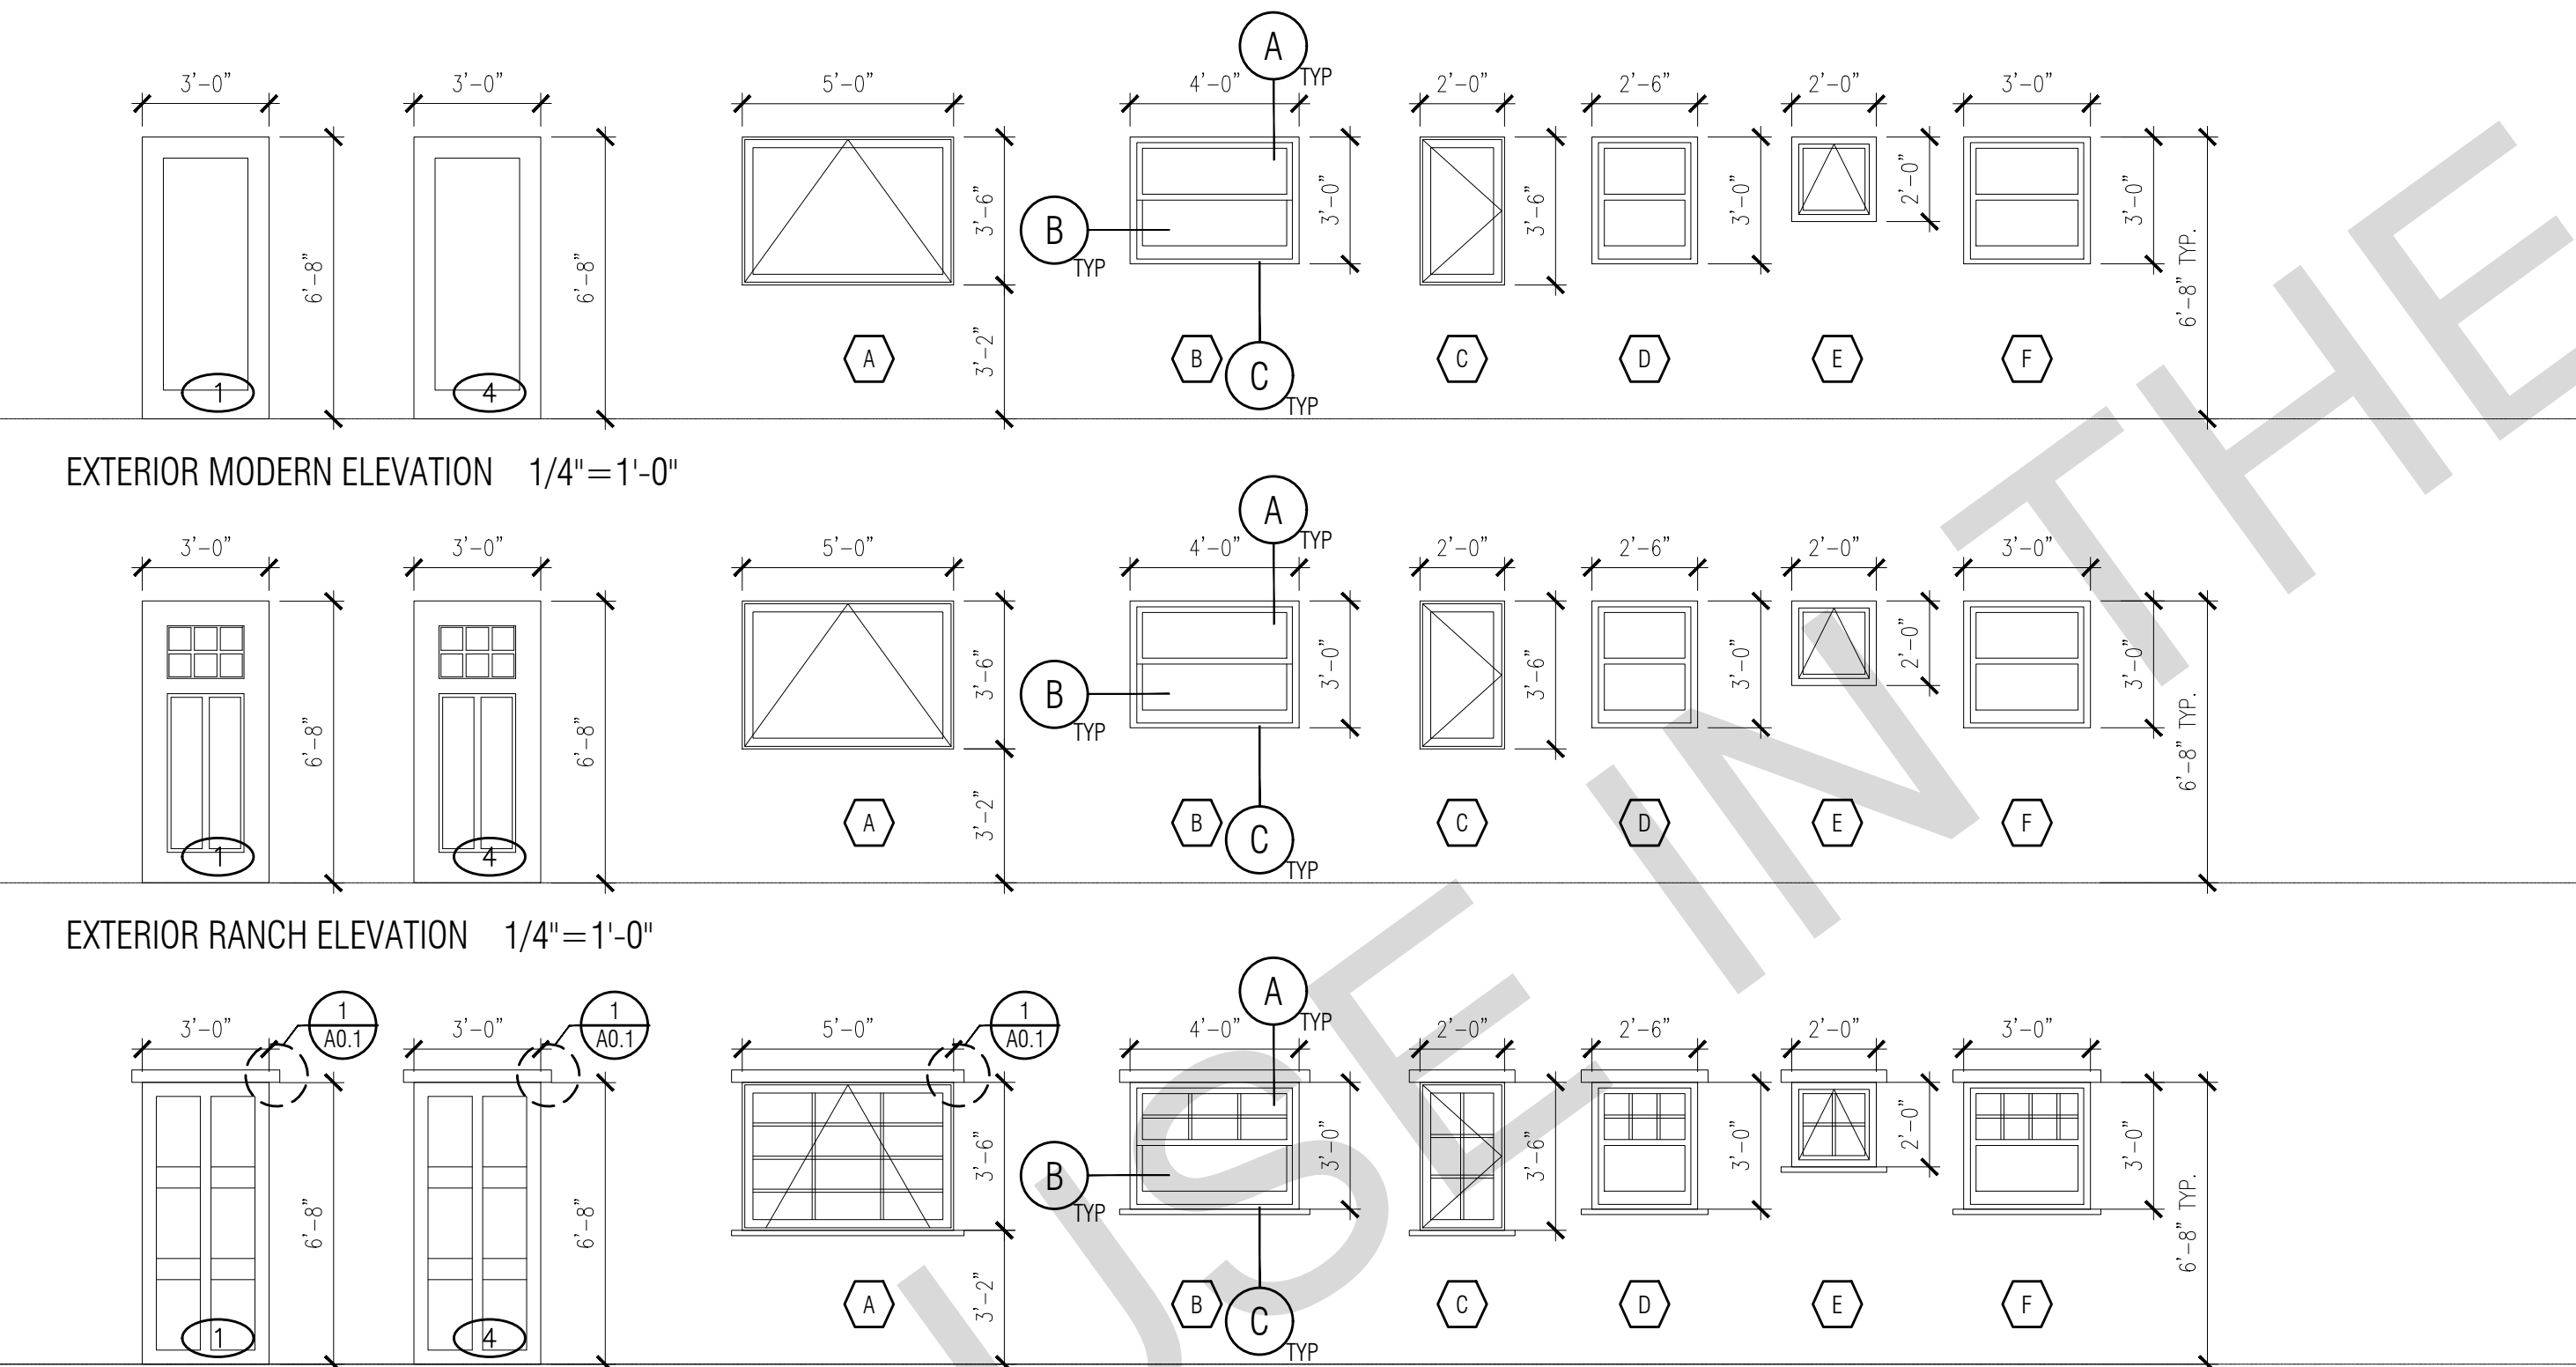 A
TYP
3'-0" 3'-0" 5'-0" 4'-0" 2'-0" 2'-6" 2'-0" 3'-0"
6'-8" 6'-8" 3'-6" 3'-0" 3'-6" 3'-0" 2'-0" 3'-0"
B
TYP
3'-2" 6'-8" TYP.
1 4 A B C C D E F
TYP
EXTERIOR MODERN ELEVATION 1/4"=1'-0"
A
TYP
3'-0" 3'-0" 5'-0" 4'-0" 2'-0" 2'-6" 2'-0" 3'-0"
6'-8" 6'-8" 3'-6" 3'-0" 3'-6" 3'-0" 2'-0" 3'-0"
B
TYP
3'-2" 6'-8" TYP.
1 4 A B C C D E F
TYP
EXTERIOR RANCH ELEVATION 1/4"=1'-0"
1 1 1 A
A0.1 A0.1 A0.1 TYP
3'-0" 3'-0" 5'-0" 4'-0" 2'-0" 2'-6" 2'-0" 3'-0"
6'-8" 6'-8" 3'-6" 3'-0" 3'-6" 3'-0" 2'-0" 3'-0"
B
TYP
3'-2" 6'-8" TYP.
1 4 A B C C D E F
TYP
USE IN THE